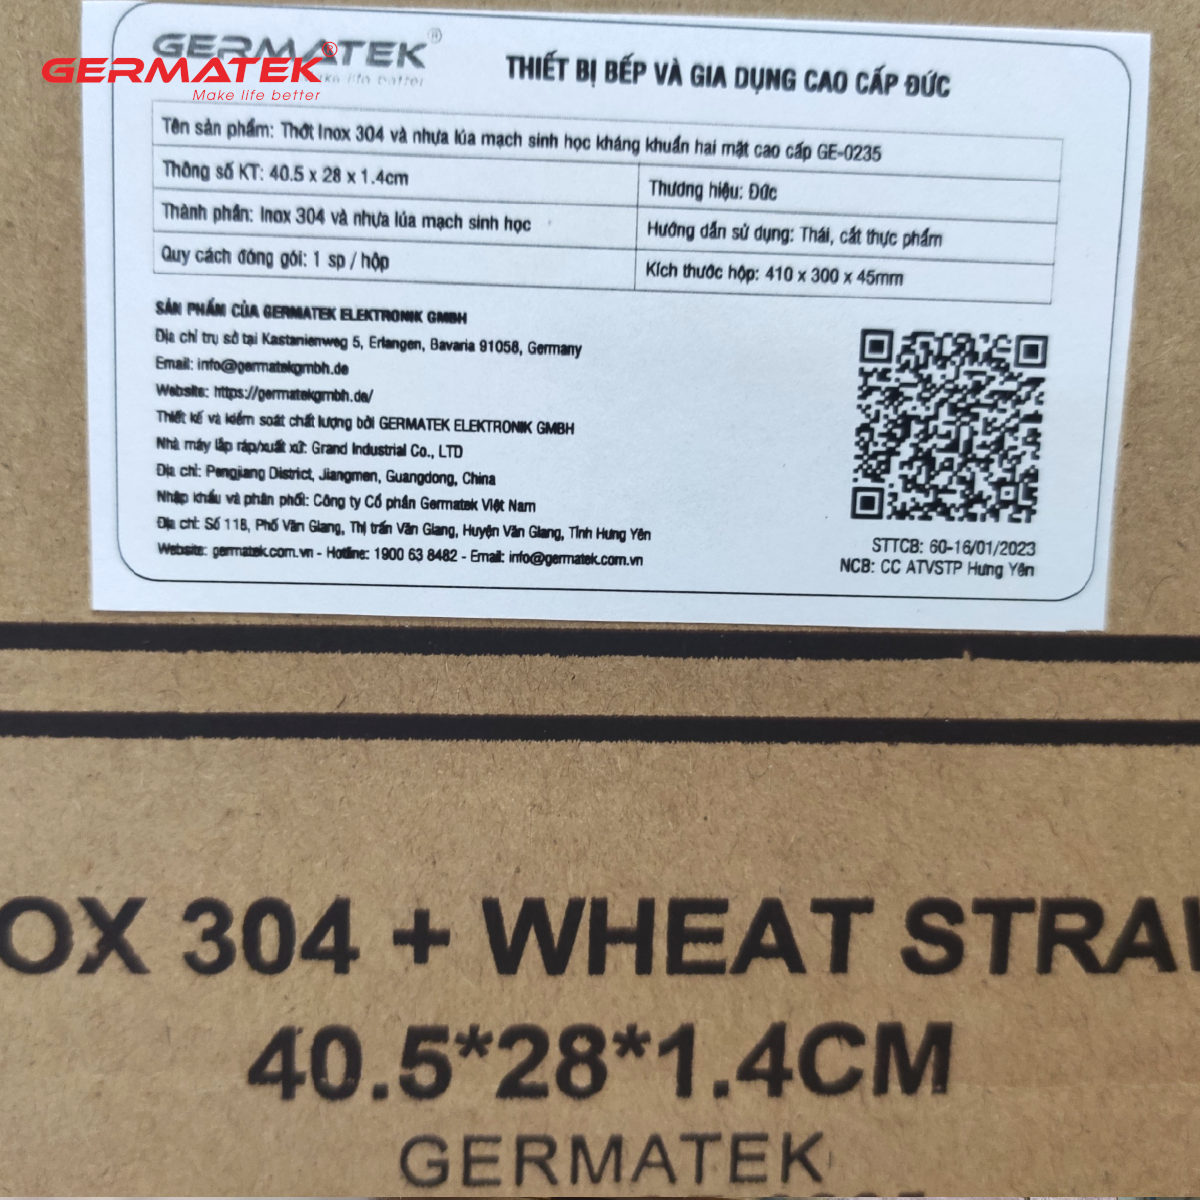 GERMATEK®
Make life better
GERMATEK®
THIẾT BỊ BẾP VÀ GIA DỤNG CAO CẤP ĐỨC
Tên sản phẩm: Thớt Inox 304 và nhựa lúa mạch sinh học kháng khuẩn hai mặt cao cấp GE-0235
Thông số KT: 40.5 x 28 x 1.4cm
Thương hiệu: Đức
Thành phần: Inox 304 và nhựa lúa mạch sinh học
Hướng dẫn sử dụng: Thái, cắt thực phẩm
Quy cách đóng gói: 1 sp / hộp
Kích thước hộp: 410 x 300 x 45mm
SẢN PHẨM CỦA GERMATEK ELEKTRONIK GMBH
Địa chỉ trụ sở tại Kastanienweg 5, Erlangen, Bavaria 91058, Germany
Email: info@germatekgmbh.de
Website: https://germatekgmbh.de/
Thiết kế và kiểm soát chất lượng bởi GERMATEK ELEKTRONIK GMBH
Nhà máy lắp ráp/xuất xứ: Grand Industrial Co., LTD
Địa chỉ: Pengjiang District, Jiangmen, Guangdong, China
Nhập khẩu và phân phối: Công ty Cổ phần Germatek Việt Nam
Địa chỉ: Số 11B, Phố Văn Giang, Thị trấn Văn Giang, Huyện Văn Giang, Tỉnh Hưng Yên
Website: germatek.com.vn - Hotline: 1900 63 8482 - Email: info@germatek.com.vn
STTCB: 60-16/01/2023
NCB: CC ATVSTP Hưng Yên
OX 304 + WHEAT STRAW
40.5*28*1.4CM
GERMATEK